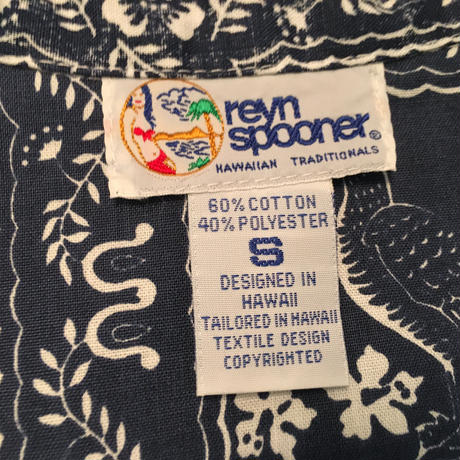 reyn
spooner®
HAWAIIAN TRADITIONALS
60% COTTON
40% POLYESTER
S
DESIGNED IN
HAWAII
TAILORED IN HAWAII
TEXTILE DESIGN
COPYRIGHTED